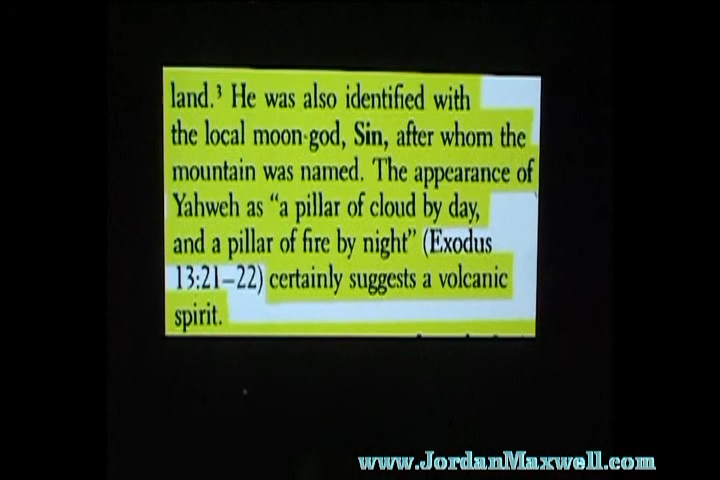 land.³ He was also identified with
the local moon-god, Sin, after whom the
mountain was named. The appearance of
Yahweh as “a pillar of cloud by day,
and a pillar of fire by night” (Exodus
13:21–22) certainly suggests a volcanic
spirit.
www.JordanMaxwell.com